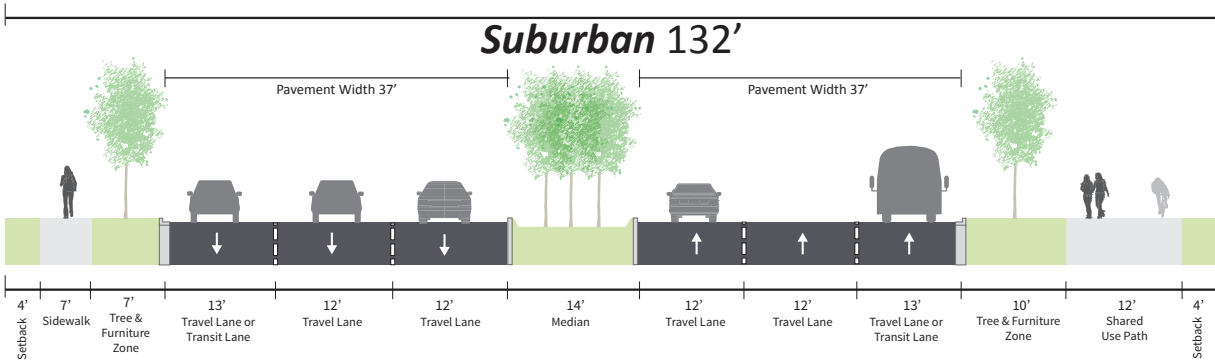 Suburban 132’
Pavement Width 37’
Pavement Width 37’
4’
Setback
7’
Sidewalk
7’
Tree &
Furniture
Zone
13’
Travel Lane or
Transit Lane
12’
Travel Lane
12’
Travel Lane
14’
Median
12’
Travel Lane
12’
Travel Lane
13’
Travel Lane or
Transit Lane
10’
Tree & Furniture
Zone
12’
Shared
Use Path
4’
Setback